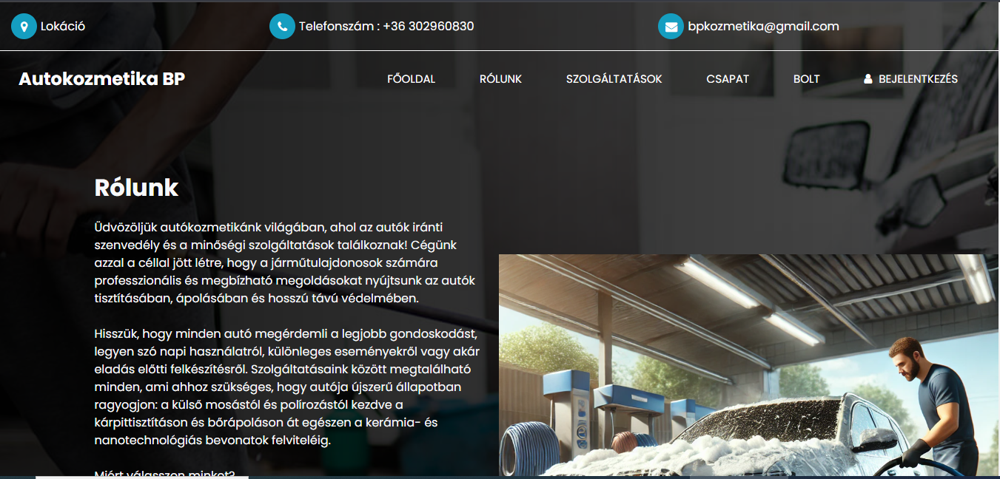 Lokáció
Telefonszám : +36 302960830
bpkozmetika@gmail.com
Autokozmetika BP
FŐOLDAL
RÓLUNK
SZOLGÁLTATÁSOK
CSAPAT
BOLT
BEJELENTKEZÉS
Rólunk
Üdvözöljük autókozmetikánk világában, ahol az autók iránti
szenvedély és a minőségi szolgáltatások találkoznak! Cégünk
azzal a céllal jött létre, hogy a járműtulajdonosok számára
professzionális és megbízható megoldásokat nyújtsunk az autók
tisztításában, ápolásában és hosszú távú védelmében.
Hisszük, hogy minden autó megérdemli a legjobb gondoskodást,
legyen szó napi használatról, különleges eseményekről vagy akár
eladás előtti felkészítésről. Szolgáltatásaink között megtalálható
minden, ami ahhoz szükséges, hogy autója újszerű állapotban
ragyogjon: a külső mosástól és polírozástól kezdve a
kárpittisztításon és bőrápoláson át egészen a kerámia- és
nanotechnológiás bevonatok felviteléig.
Miért válasszon minket?